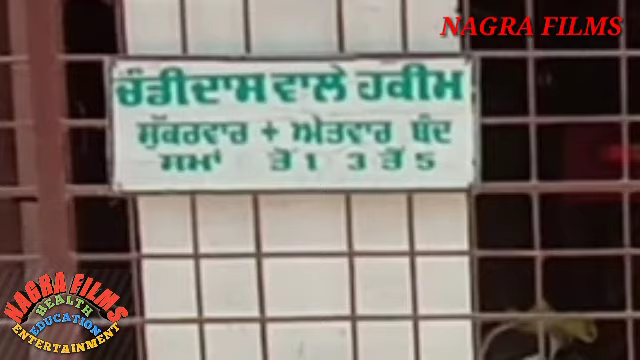 NAGRA FILMS
ਚੰਡੀਦਾਸ ਵਾਲੇ ਹਕੀਮ
ਸ਼ੁੱਕਰਵਾਰ + ਐਤਵਾਰ ਬੰਦ
ਸਮਾਂ ਤੋਂ 1 3 ਤੋਂ 5
NAGRA FILMS
HEALTH
EDUCATION
ENTERTAINMENT